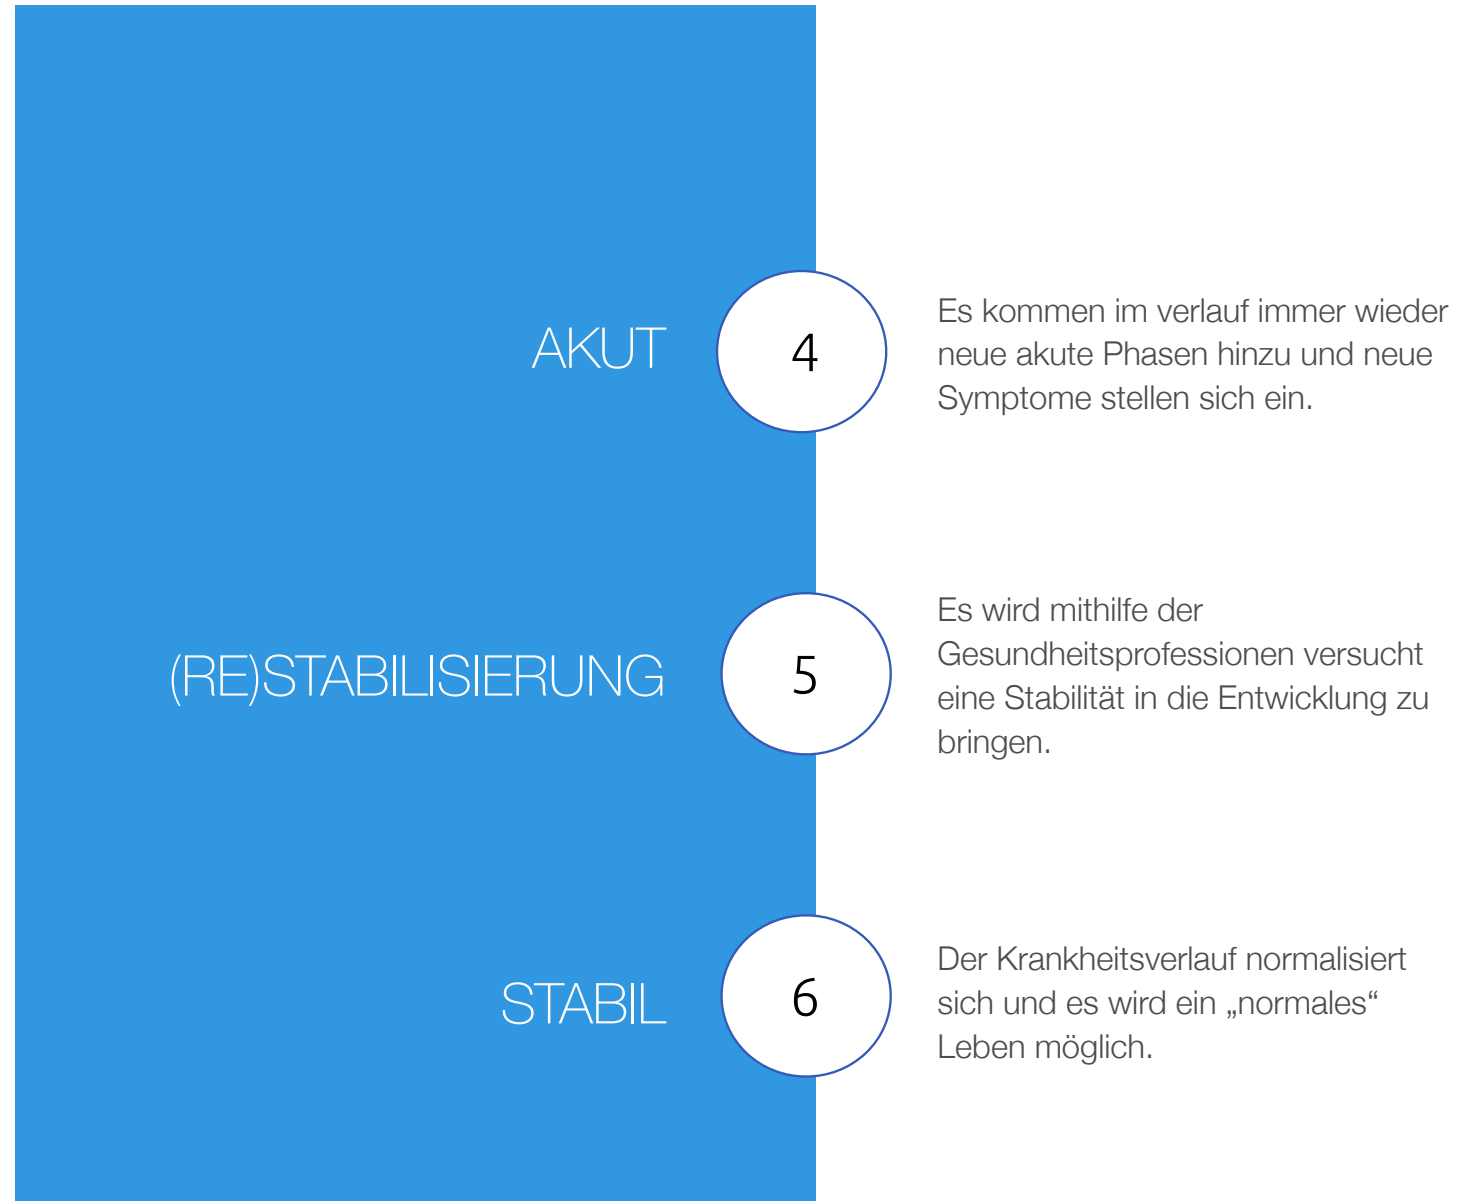 AKUT
4
Es kommen im verlauf immer wieder
neue akute Phasen hinzu und neue
Symptome stellen sich ein.
(RE)STABILISIERUNG
5
Es wird mithilfe der
Gesundheitsprofessionen versucht
eine Stabilität in die Entwicklung zu
bringen.
STABIL
6
Der Krankheitsverlauf normalisiert
sich und es wird ein „normales“
Leben möglich.